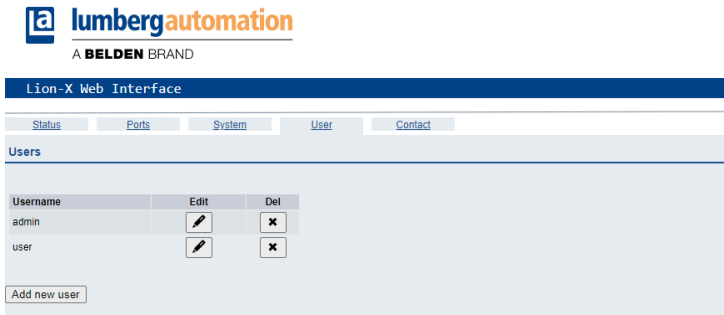 la lumbergautomation
A BELDEN BRAND
Lion-X Web Interface
Status Ports System User Contact
Users
Username Edit Del
admin
user
Add new user